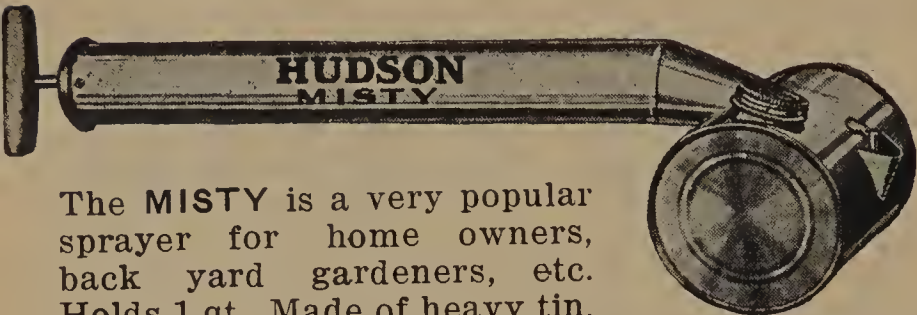 HUDSON
MISTY
The MISTY is a very popular
sprayer for home owners,
back yard gardeners, etc.
Holds 1 qt. Made of heavy tin.